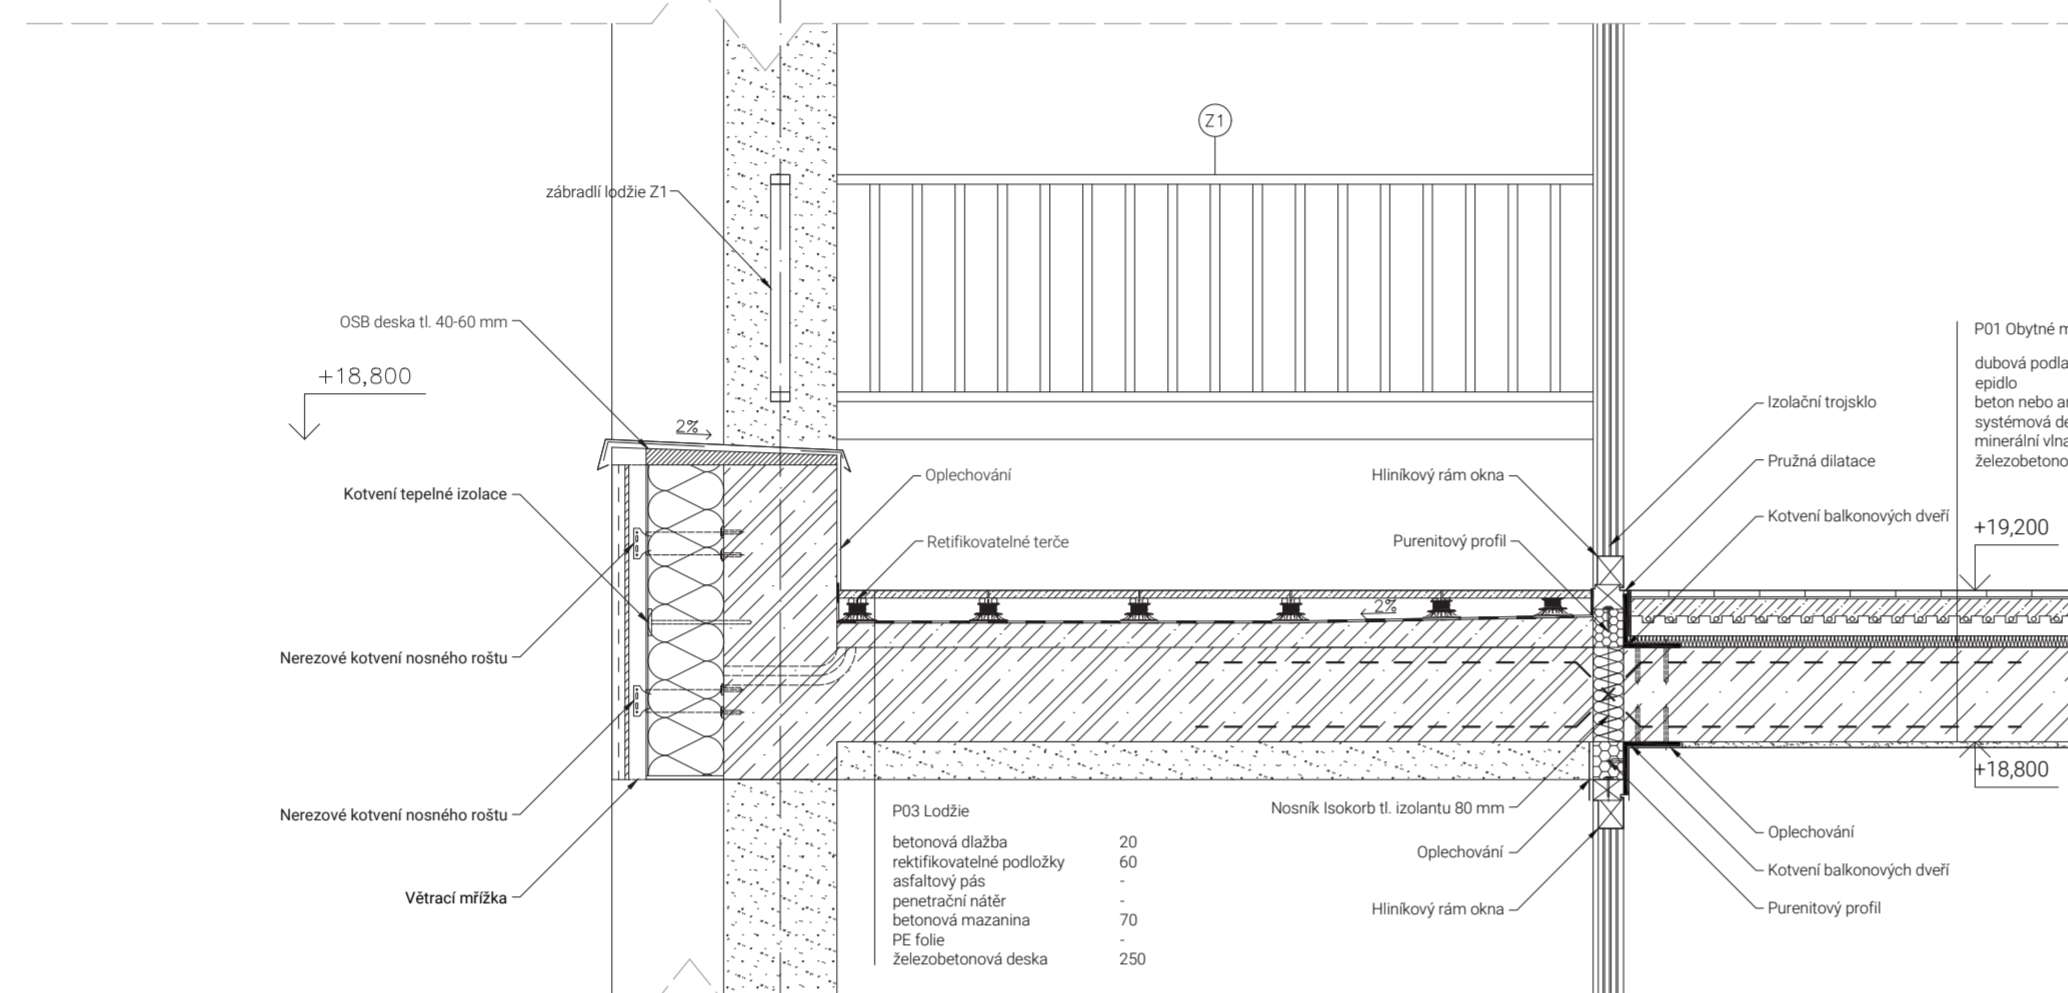 Z1
zábradlí lodžie Z1
OSB deska tl. 40-60 mm
+18,800
2%
Kotvení tepelné izolace
Oplechování
Retifikovatelné terče
Hliníkový rám okna
Purenitový profil
2%
Izolační trojsklo
Pružná dilatace
Kotvení balkonových dveří
P01 Obytné m
dubová podla
epidlo
beton nebo an
systémová de
minerální vlna
železobetono
+19,200
+18,800
Nerezové kotvení nosného roštu
Nerezové kotvení nosného roštu
Větrací mřížka
P03 Lodžie
betonová dlažba 20
rektifikovatelné podložky 60
asfaltový pás -
penetrační nátěr -
betonová mazanina 70
PE folie -
železobetonová deska 250
Nosník Isokorb tl. izolantu 80 mm
Oplechování
Hliníkový rám okna
Oplechování
Kotvení balkonových dveří
Purenitový profil